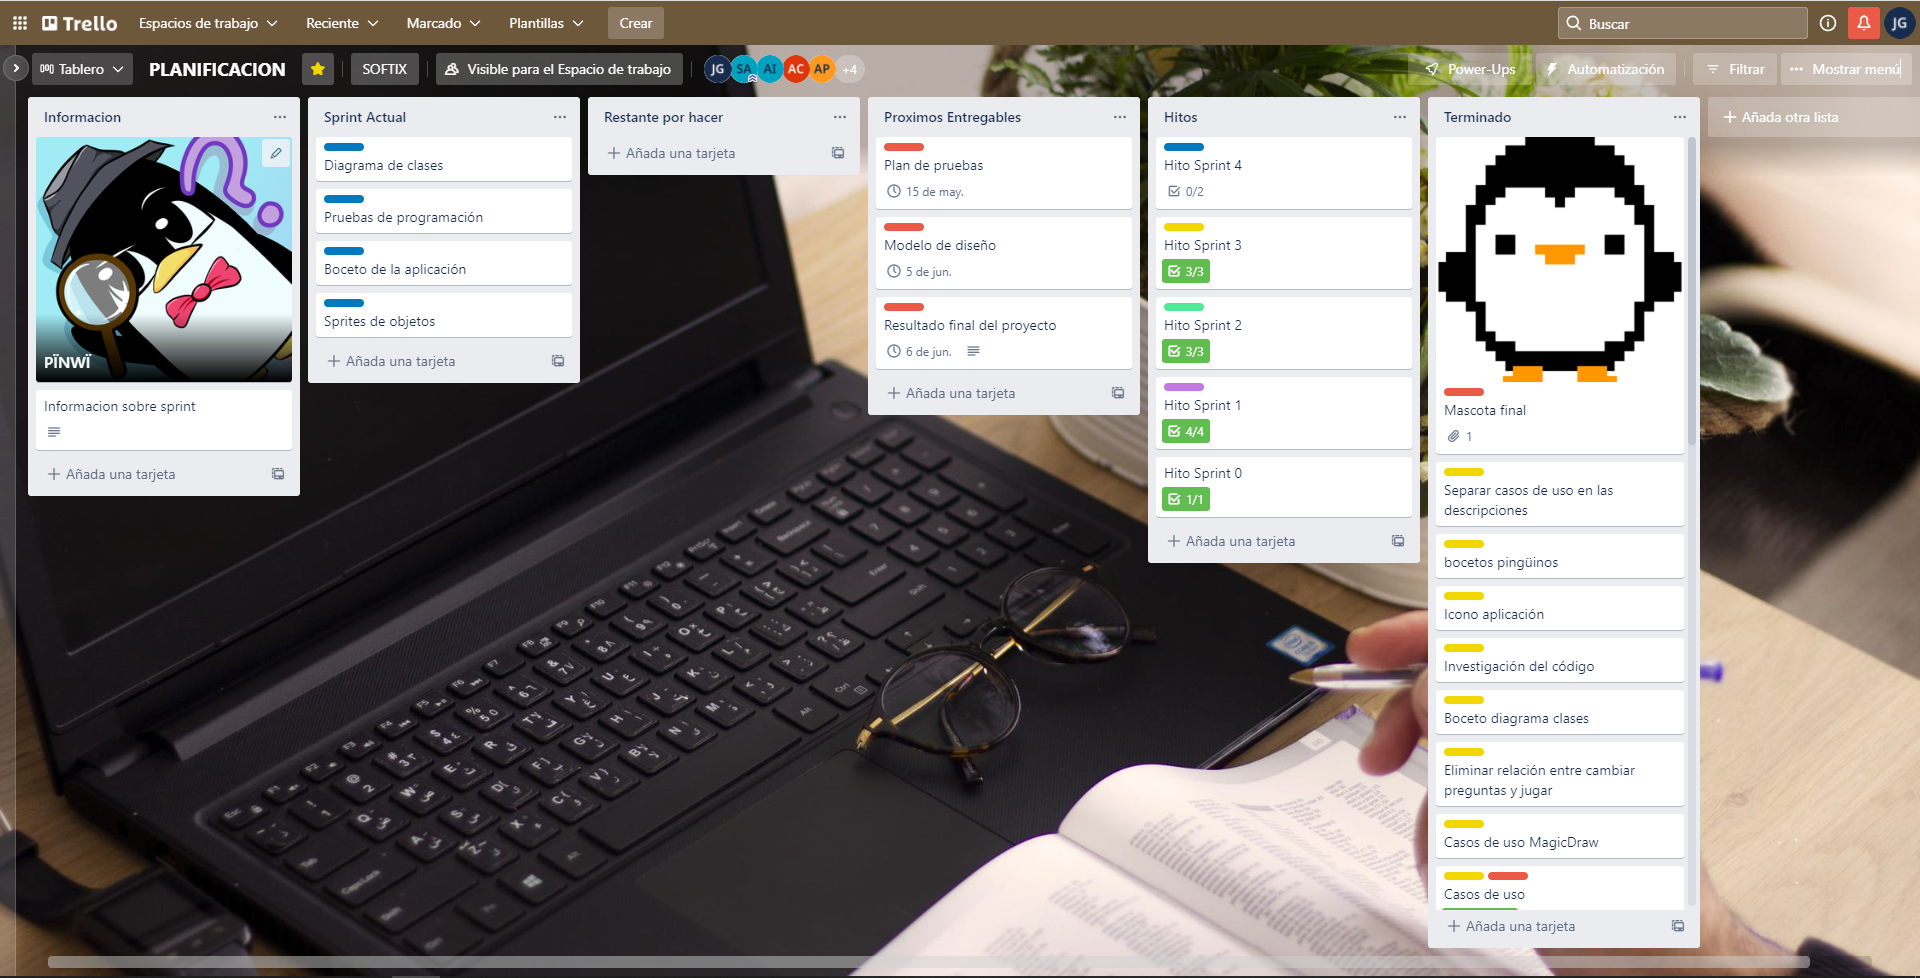 Trello
Espacios de trabajo
Reciente
Marcado
Plantillas
Crear
Buscar
JG
Tablero
PLANIFICACION
SOFTIX
Visible para el Espacio de trabajo
JG
SA
AI
AC
AP
+4
Power-Ups
Automatización
Filtrar
Mostrar menú
Informacion
PÏNWÏ
Informacion sobre sprint
Añada una tarjeta
Sprint Actual
Diagrama de clases
Pruebas de programación
Boceto de la aplicación
Sprites de objetos
Añada una tarjeta
Restante por hacer
Añada una tarjeta
Proximos Entregables
Plan de pruebas
15 de may.
Modelo de diseño
5 de jun.
Resultado final del proyecto
6 de jun.
Añada una tarjeta
Hitos
Hito Sprint 4
0/2
Hito Sprint 3
3/3
Hito Sprint 2
3/3
Hito Sprint 1
4/4
Hito Sprint 0
1/1
Añada una tarjeta
Terminado
Mascota final
1
Separar casos de uso en las
descripciones
bocetos pingüinos
Icono aplicación
Investigación del código
Boceto diagrama clases
Eliminar relación entre cambiar
preguntas y jugar
Casos de uso MagicDraw
Casos de uso
Añada una tarjeta
Añada otra lista